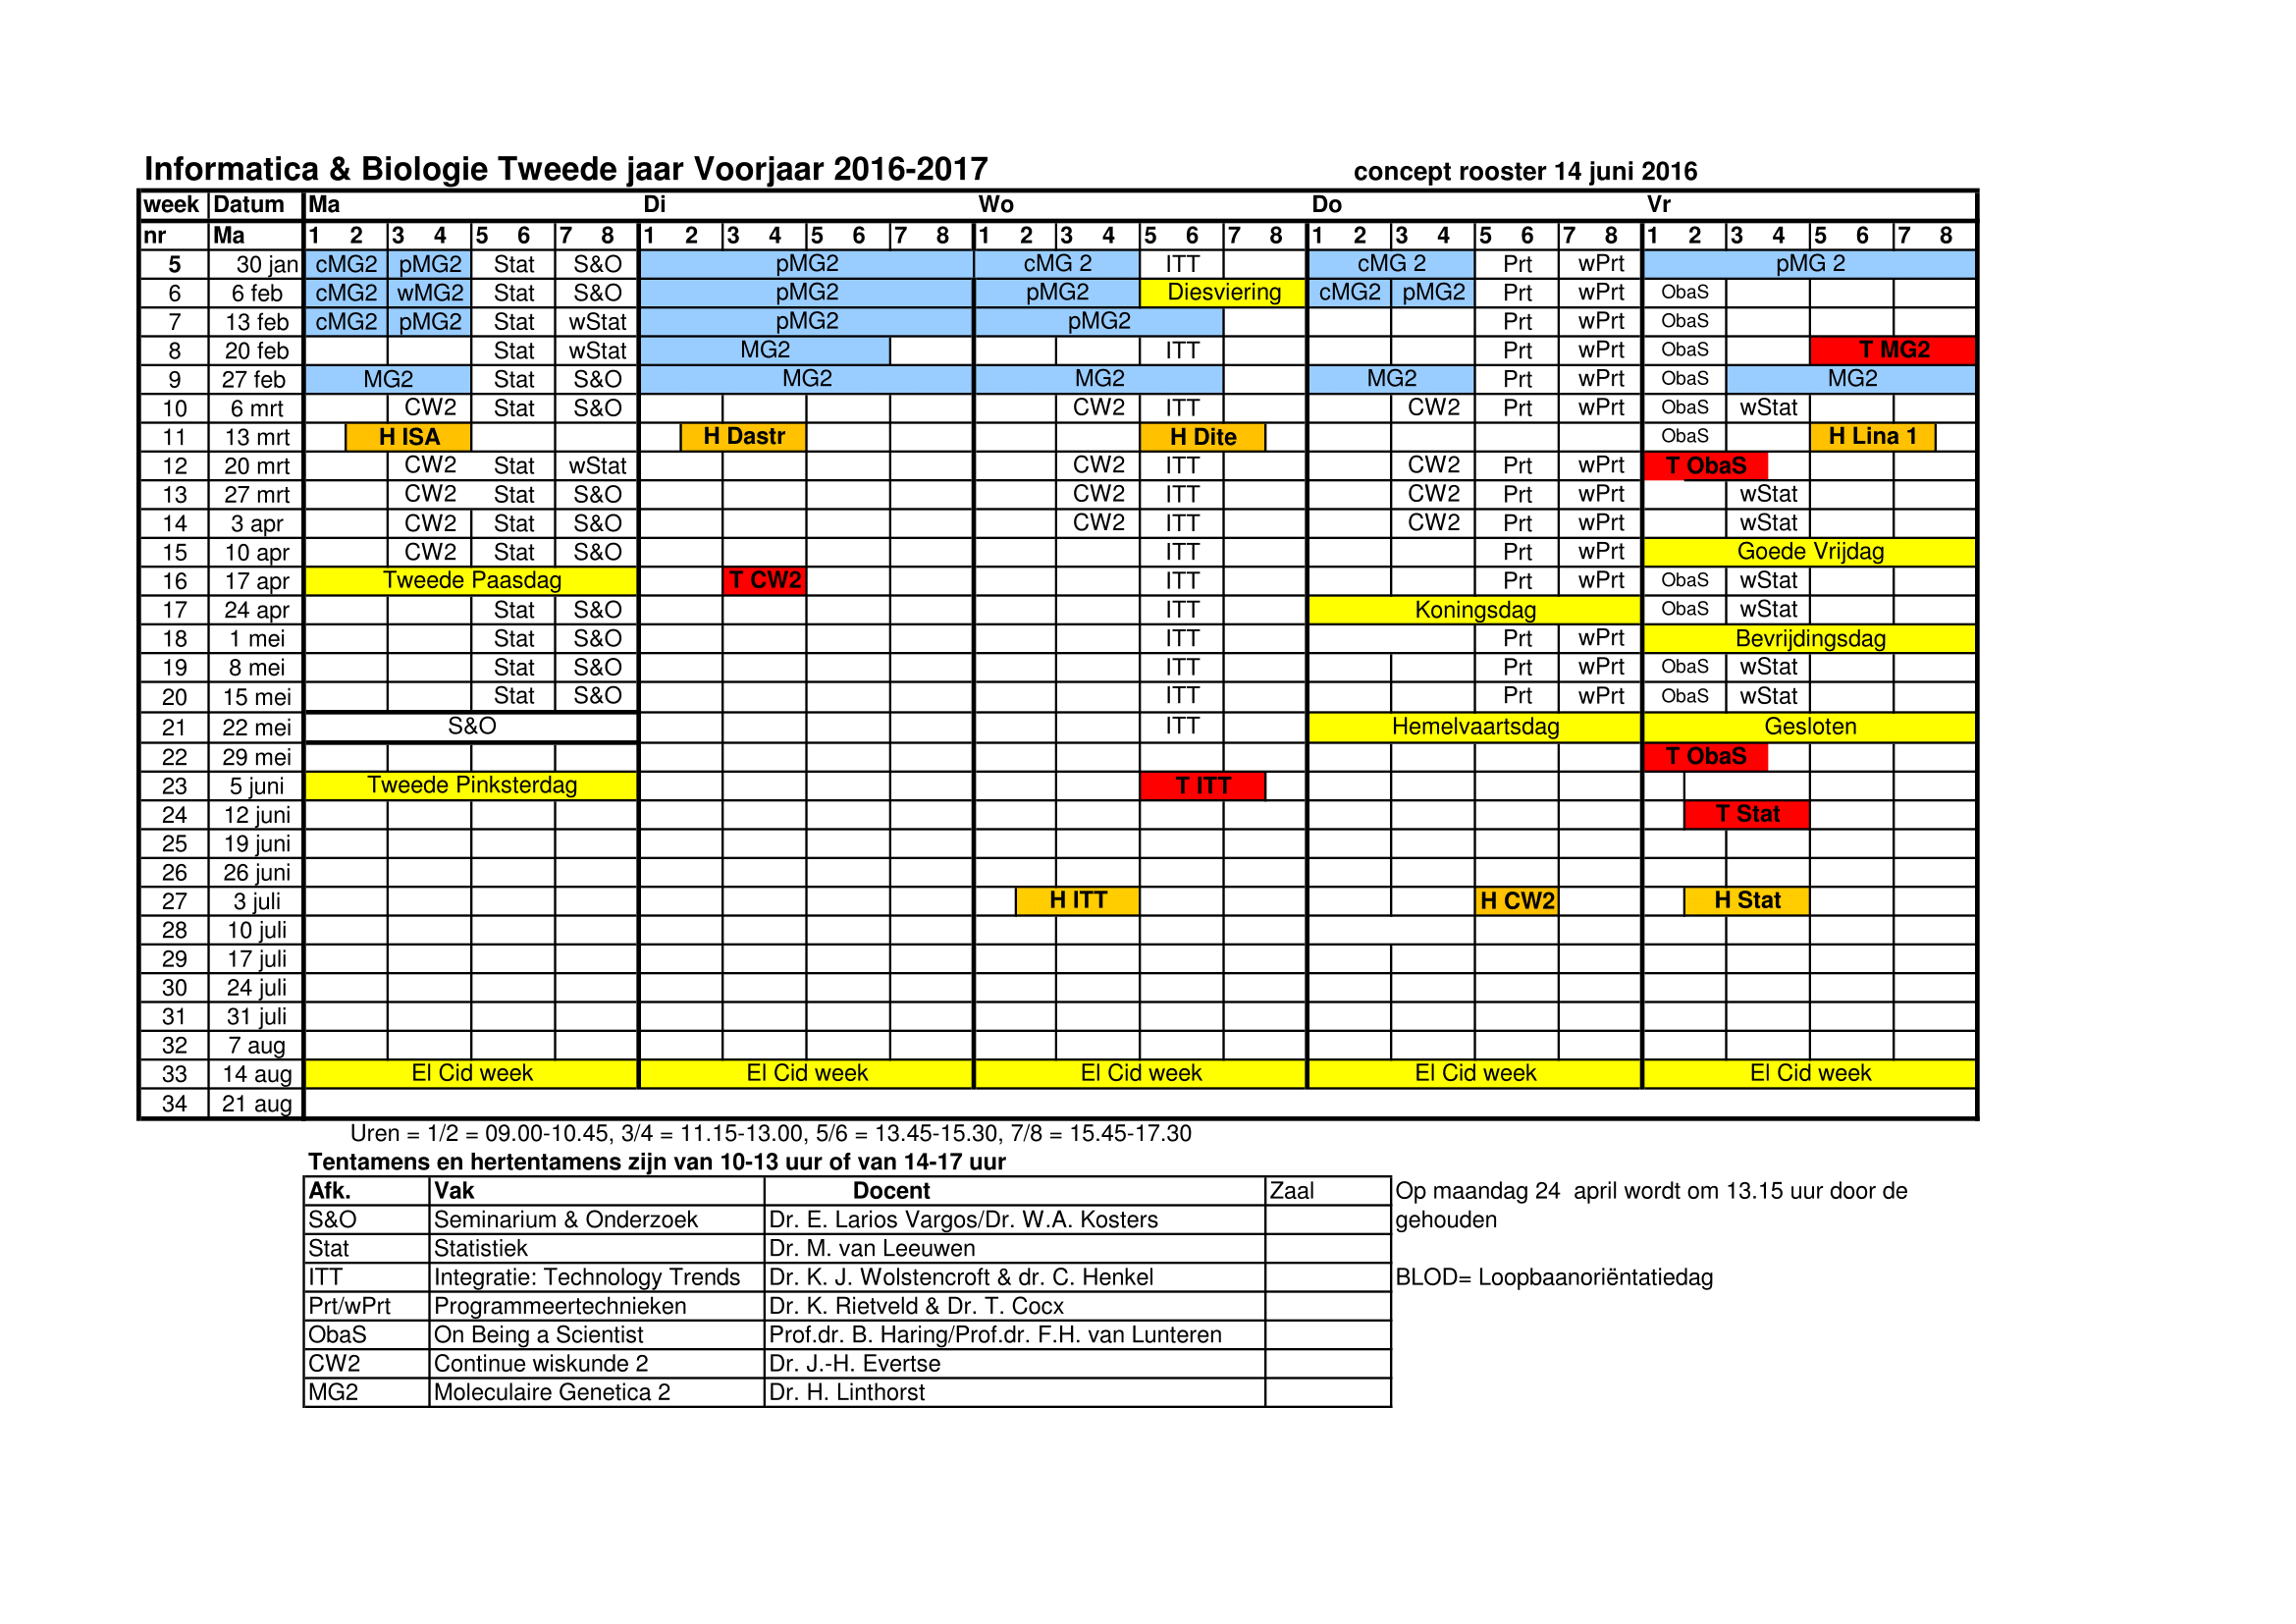 Informatica & Biologie Tweede jaar Voorjaar 2016-2017 concept rooster 14 juni 2016
week Datum Ma Di Wo Do Vr
nr Ma 1 2 3 4 5 6 7 8 1 2 3 4 5 6 7 8 1 2 3 4 5 6 7 8 1 2 3 4 5 6 7 8 1 2 3 4 5 6 7 8
5 30 jan cMG2 pMG2 Stat S&O pMG2 cMG 2 ITT cMG 2 Prt wPrt pMG 2
6 6 feb cMG2 wMG2 Stat S&O pMG2 pMG2 Diesviering cMG2 pMG2 Prt wPrt ObaS
7 13 feb cMG2 pMG2 Stat wStat pMG2 pMG2 Prt wPrt ObaS
8 20 feb Stat wStat MG2 ITT Prt wPrt ObaS T MG2
9 27 feb MG2 Stat S&O MG2 MG2 MG2 Prt wPrt ObaS MG2
10 6 mrt CW2 Stat S&O CW2 ITT CW2 Prt wPrt ObaS wStat
11 13 mrt H ISA H Dastr H Dite ObaS H Lina 1
12 20 mrt CW2 Stat wStat CW2 ITT CW2 Prt wPrt T ObaS
13 27 mrt CW2 Stat S&O CW2 ITT CW2 Prt wPrt wStat
14 3 apr CW2 Stat S&O CW2 ITT CW2 Prt wPrt wStat
15 10 apr CW2 Stat S&O ITT Prt wPrt Goede Vrijdag
16 17 apr Tweede Paasdag T CW2 ITT Prt wPrt ObaS wStat
17 24 apr Stat S&O ITT Koningsdag ObaS wStat
18 1 mei Stat S&O ITT Prt wPrt Bevrijdingsdag
19 8 mei Stat S&O ITT Prt wPrt ObaS wStat
20 15 mei Stat S&O ITT Prt wPrt ObaS wStat
21 22 mei S&O ITT Hemelvaartsdag Gesloten
22 29 mei T ObaS
23 5 juni Tweede Pinksterdag T ITT
24 12 juni T Stat
25 19 juni
26 26 juni
27 3 juli H ITT H CW2 H Stat
28 10 juli
29 17 juli
30 24 juli
31 31 juli
32 7 aug
33 14 aug El Cid week El Cid week El Cid week El Cid week El Cid week
34 21 aug
Uren = 1/2 = 09.00-10.45, 3/4 = 11.15-13.00, 5/6 = 13.45-15.30, 7/8 = 15.45-17.30
Tentamens en hertentamens zijn van 10-13 uur of van 14-17 uur
Afk. Vak Docent Zaal Op maandag 24 april wordt om 13.15 uur door de
S&O Seminarium & Onderzoek Dr. E. Larios Vargos/Dr. W.A. Kosters gehouden
Stat Statistiek Dr. M. van Leeuwen
ITT Integratie: Technology Trends Dr. K. J. Wolstencroft & dr. C. Henkel BLOD= Loopbaanoriëntatiedag
Prt/wPrt Programmeertechnieken Dr. K. Rietveld & Dr. T. Cocx
ObaS On Being a Scientist Prof.dr. B. Haring/Prof.dr. F.H. van Lunteren
CW2 Continue wiskunde 2 Dr. J.-H. Evertse
MG2 Moleculaire Genetica 2 Dr. H. Linthorst